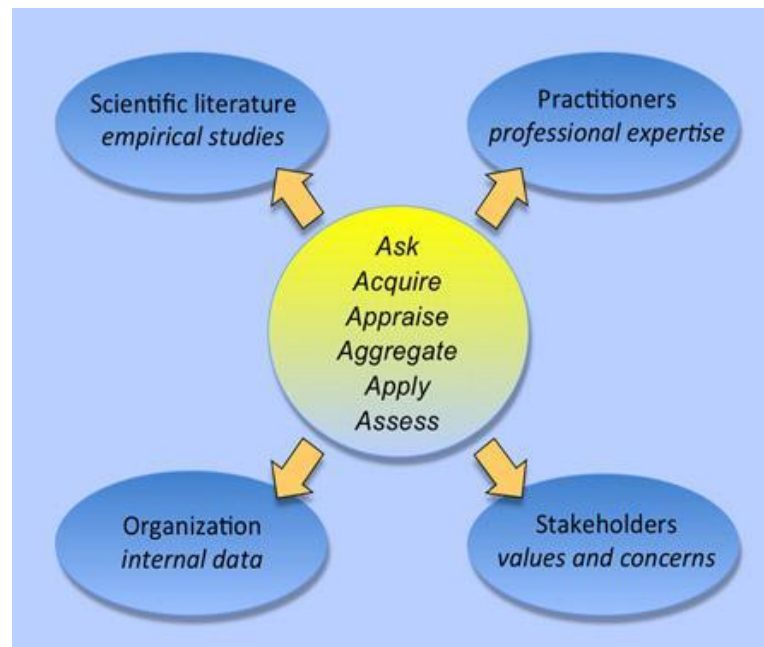 Scientific literature
empirical studies
Practitioners
professional expertise
Ask
Acquire
Appraise
Aggregate
Apply
Assess
Organization
internal data
Stakeholders
values and concerns